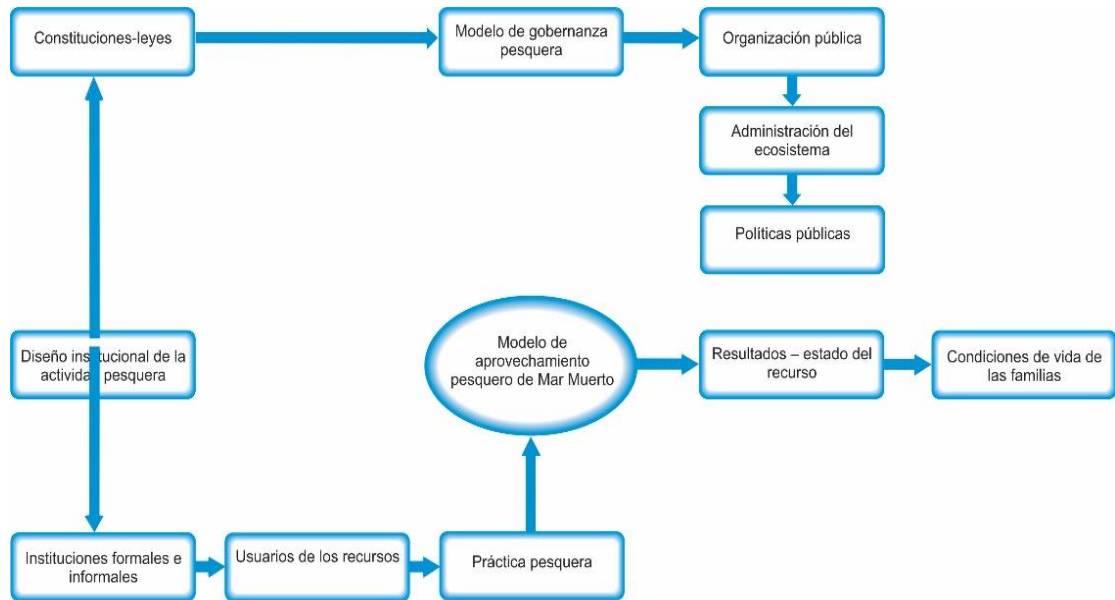 Constituciones-leyes
Modelo de gobernanza
pesquera
Organización pública
Administración del
ecosistema
Políticas públicas
Diseño institucional de la
actividad pesquera
Modelo de
aprovechamiento
pesquero de Mar Muerto
Resultados – estado del
recurso
Condiciones de vida de
las familias
Instituciones formales e
informales
Usuarios de los recursos
Práctica pesquera